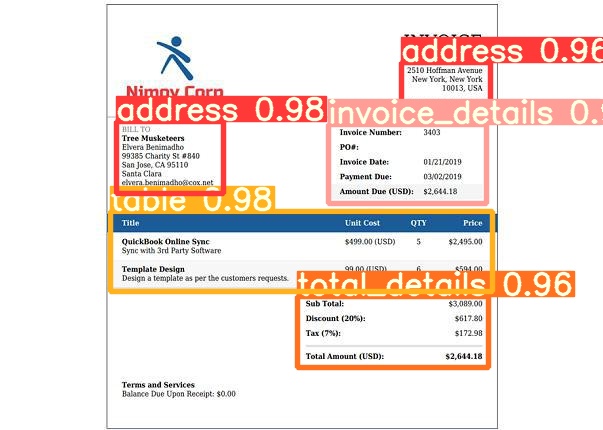 INVOICE
address 0.96
2510 Hoffman Avenue
New York, New York
10013, USA
Nimoy Corp
address 0.98
invoice_details
BILL TO
Tree Musketeers
Elvera Benimadho
99385 Charity St #840
San Jose, CA 95110
Santa Clara
elvera.benimadho@cox.net
Invoice Number: 3403
PO#:
Invoice Date: 01/21/2019
Payment Due: 03/02/2019
Amount Due (USD): $2,644.18
table 0.98
Title Unit Cost QTY Price
QuickBook Online Sync $499.00 (USD) 5 $2,495.00
Sync with 3rd Party Software
Template Design 99.00 (USD) 6 $594.00
Design a template as per the customers requests.
total_details 0.96
Sub Total: $3,089.00
Discount (20%): $617.80
Tax (7%): $172.98
Total Amount (USD): $2,644.18
Terms and Services
Balance Due Upon Receipt: $0.00